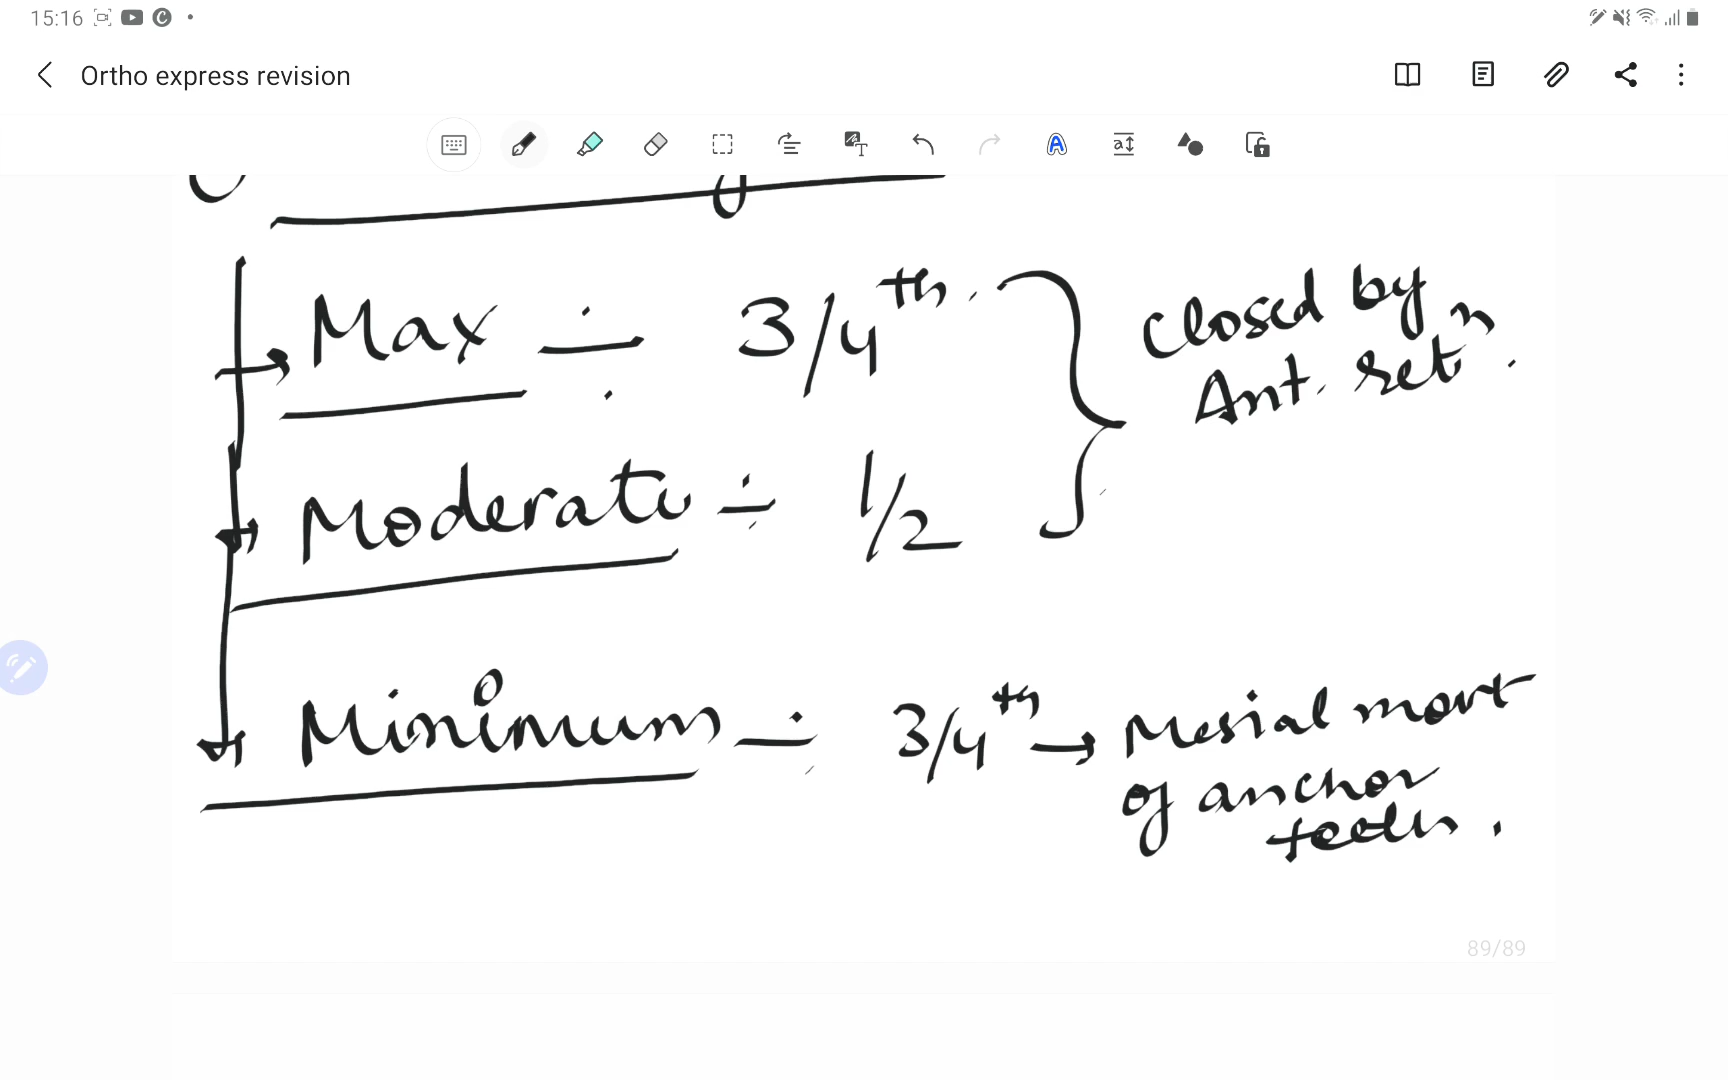 15:16
Ortho express revision
Max ÷ 3/4th.
closed by
Ant. retn.
Moderate ÷ 1/2
Minimum ÷ 3/4th → Mesial movt
of anchor
teeth.
89/89